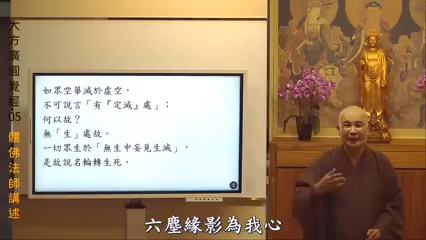 大方廣圓覺經05
體佛法師講述
如眾空華滅於虛空，
不可說言「有『定滅』處」；
何以故？
無「生」處故。
一切眾生於「無生中妄見生滅」，
是故說名輪轉生死。
六塵緣影為我心